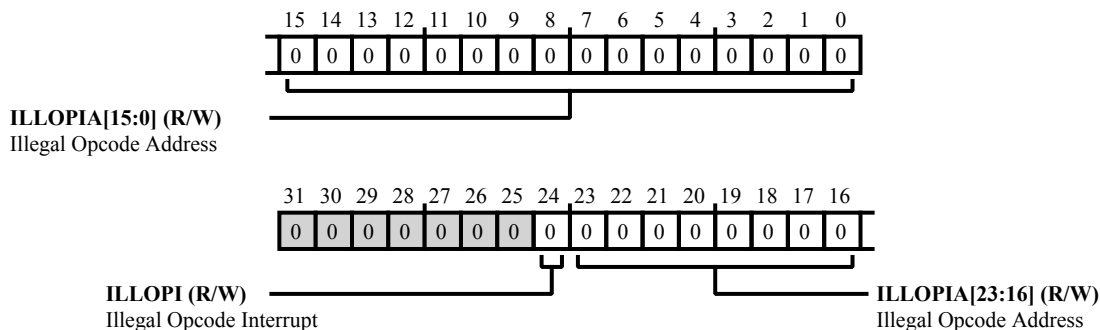 15 14 13 12 11 10 9 8 7 6 5 4 3 2 1 0
0 0 0 0 0 0 0 0 0 0 0 0 0 0 0 0
ILLOPIA[15:0] (R/W)
Illegal Opcode Address
31 30 29 28 27 26 25 24 23 22 21 20 19 18 17 16
0 0 0 0 0 0 0 0 0 0 0 0 0 0 0 0
ILLOPI (R/W)
Illegal Opcode Interrupt
ILLOPIA[23:16] (R/W)
Illegal Opcode Address